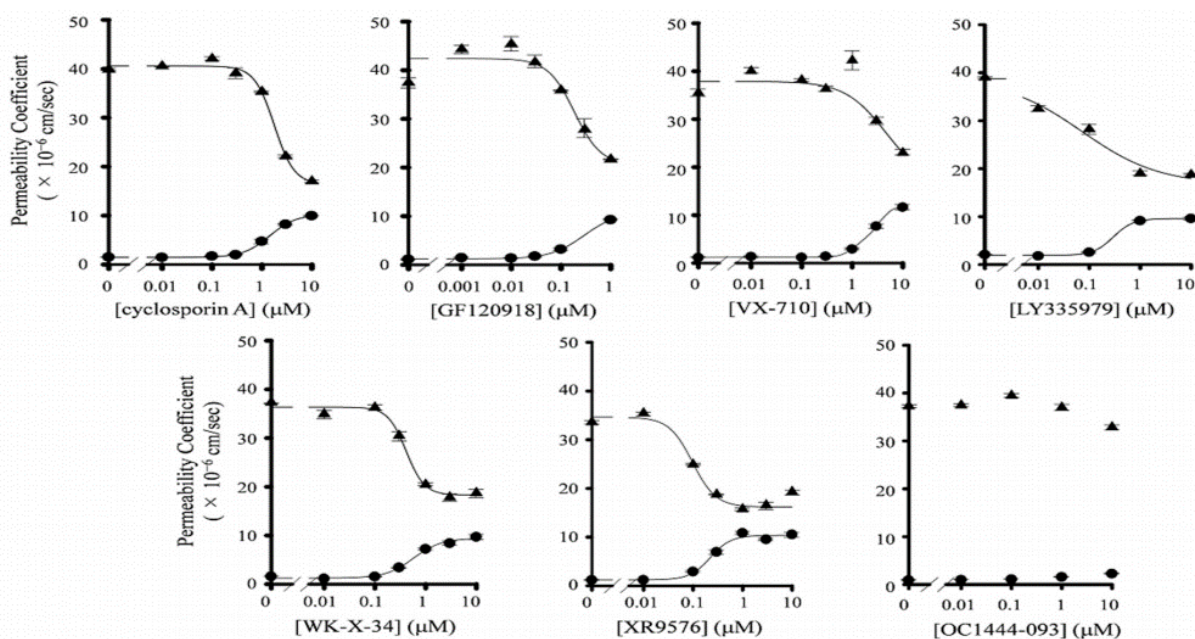 Permeability Coefficient
( × 10⁻⁶ cm/sec)
50
40
30
20
10
0
0 0.01 0.1 1 10
[cyclosporin A] (μM)
50
40
30
20
10
0
0 0.001 0.01 0.1 1
[GF120918] (μM)
50
40
30
20
10
0
0 0.01 0.1 1 10
[VX-710] (μM)
50
40
30
20
10
0
0 0.01 0.1 1 10
[LY335979] (μM)
Permeability Coefficient
( × 10⁻⁶ cm/sec)
50
40
30
20
10
0
0 0.01 0.1 1 10
[WK-X-34] (μM)
50
40
30
20
10
0
0 0.01 0.1 1 10
[XR9576] (μM)
50
40
30
20
10
0
0 0.01 0.1 1 10
[OC1444-093] (μM)